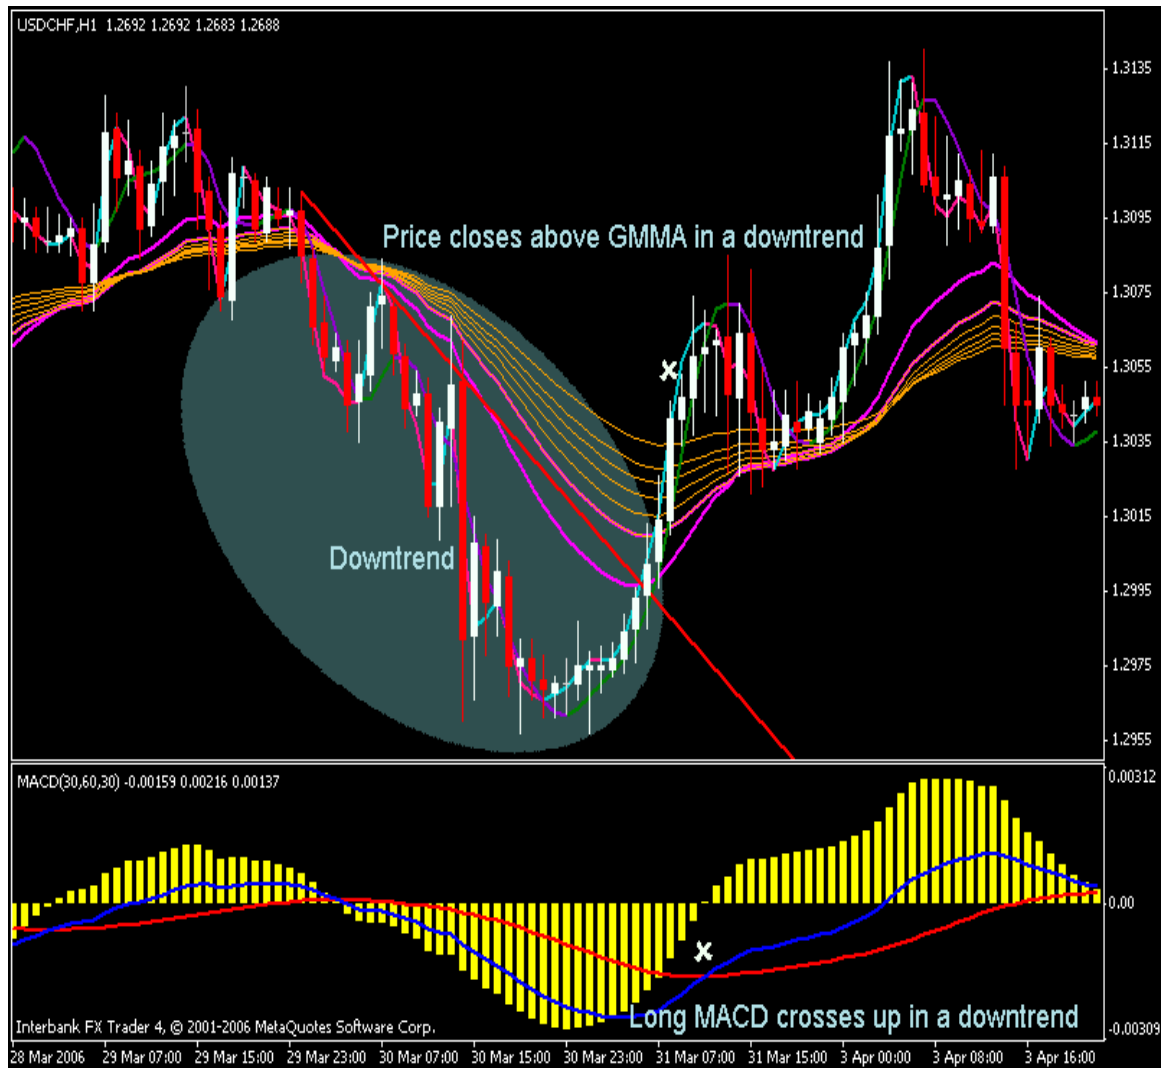 USDCHF,H1 1.2692 1.2692 1.2683 1.2688
1.3135
1.3115
1.3095
Price closes above GMMA in a downtrend
1.3075
x
1.3055
1.3035
1.3015
Downtrend
1.2995
1.2975
1.2955
MACD(30,60,30) -0.00159 0.00216 0.00137
0.00312
0.00
x
Long MACD crosses up in a downtrend
Interbank FX Trader 4, © 2001-2006 MetaQuotes Software Corp.
-0.00309
28 Mar 2006 29 Mar 07:00 29 Mar 15:00 29 Mar 23:00 30 Mar 07:00 30 Mar 15:00 30 Mar 23:00 31 Mar 07:00 31 Mar 15:00 3 Apr 00:00 3 Apr 08:00 3 Apr 16:00